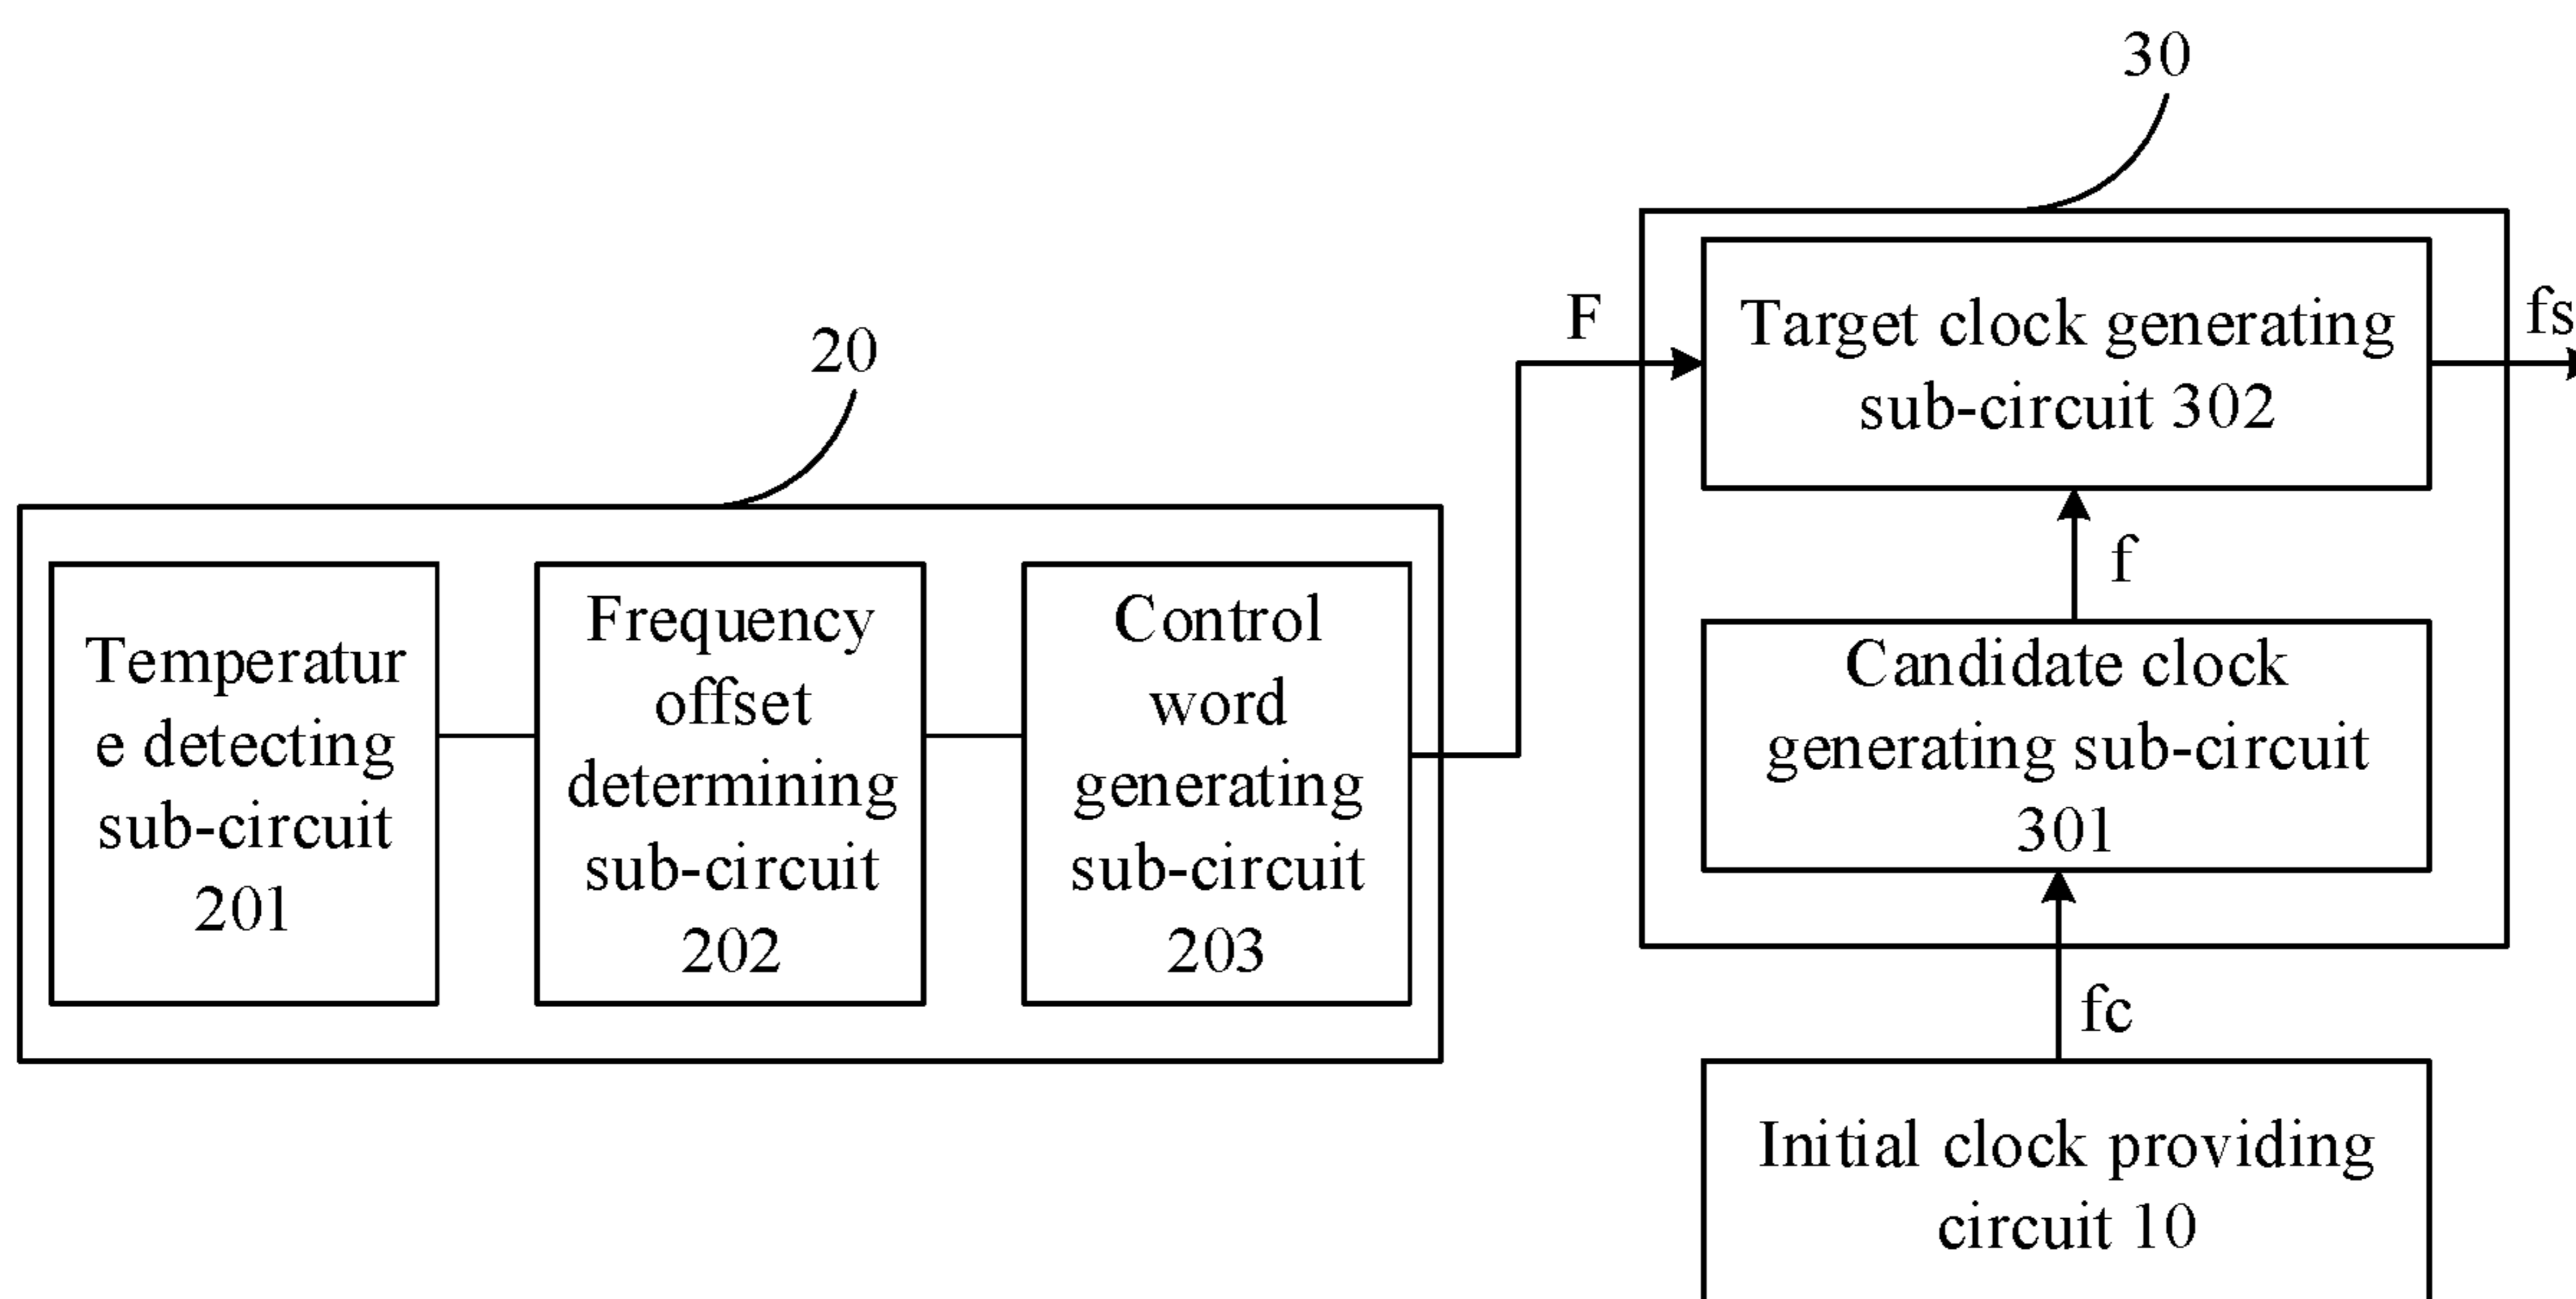 30
F
Target clock generating
sub-circuit 302
fs
20
f
Temperatur
e detecting
sub-circuit
201
Frequency
offset
determining
sub-circuit
202
Control
word
generating
sub-circuit
203
Candidate clock
generating sub-circuit
301
fc
Initial clock providing
circuit 10